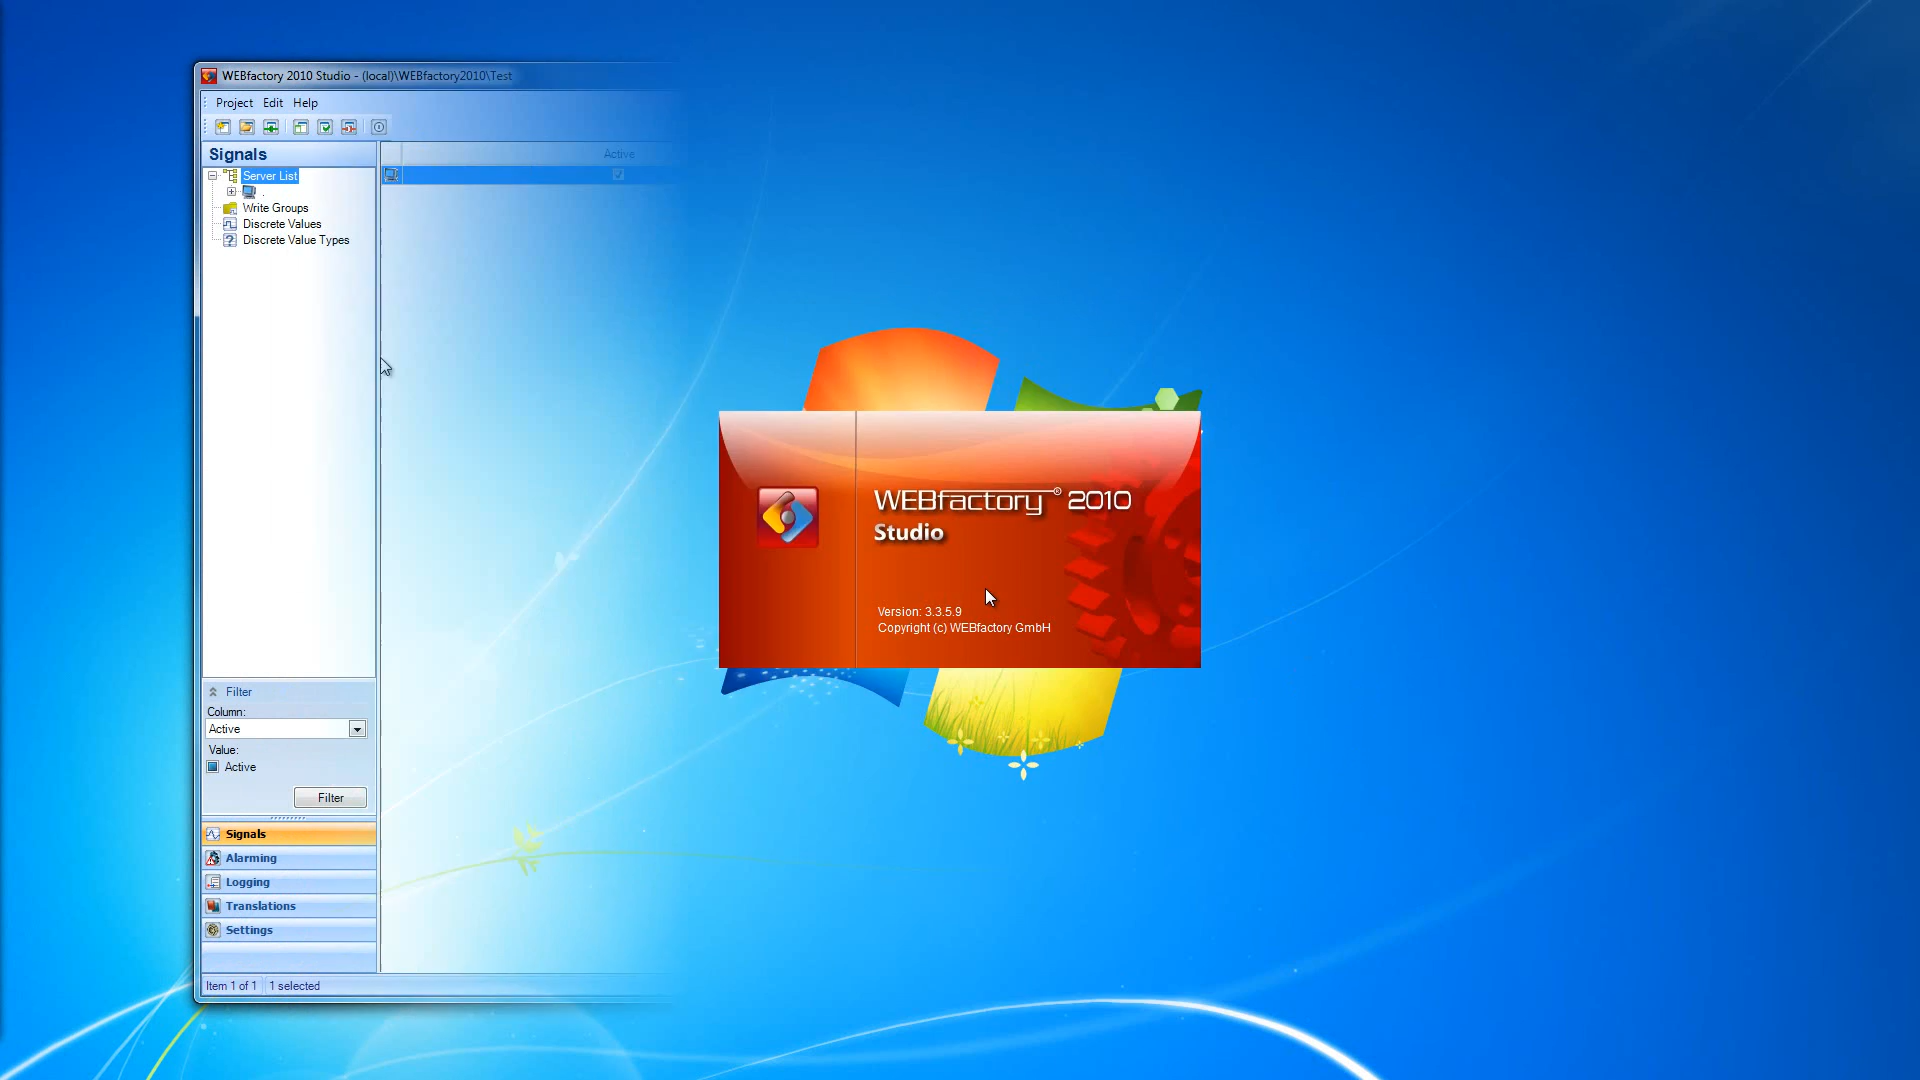 WEBfactory 2010 Studio - (local)\WEBfactory2010\Test
Project Edit Help
Signals
Active
Server List
.
Write Groups
Discrete Values
Discrete Value Types
WEBfactory® 2010
Studio
Version: 3.3.5.9
Copyright (c) WEBfactory GmbH
Filter
Column:
Active
Value:
Active
Filter
Signals
Alarming
Logging
Translations
Settings
Item 1 of 1 1 selected